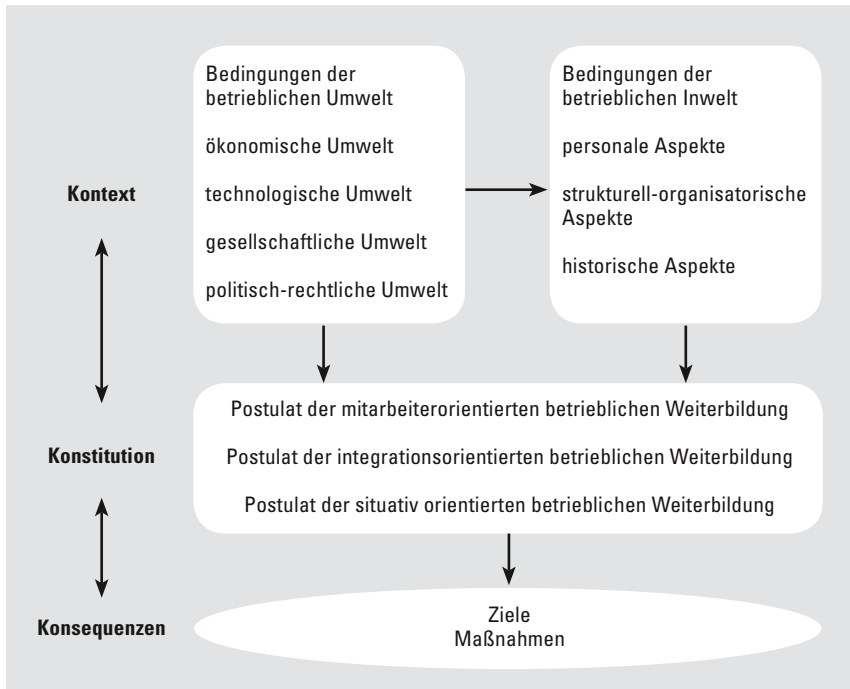 Kontext
Bedingungen der
betrieblichen Umwelt
ökonomische Umwelt
technologische Umwelt
gesellschaftliche Umwelt
politisch-rechtliche Umwelt
Bedingungen der
betrieblichen Inwelt
personale Aspekte
strukturell-organisatorische
Aspekte
historische Aspekte
Konstitution
Postulat der mitarbeiterorientierten betrieblichen Weiterbildung
Postulat der integrationsorientierten betrieblichen Weiterbildung
Postulat der situativ orientierten betrieblichen Weiterbildung
Konsequenzen
Ziele
Maßnahmen